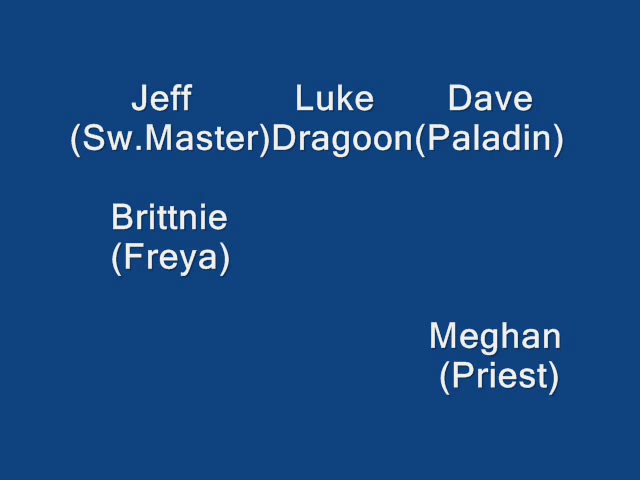 Jeff Luke Dave
(Sw.Master)Dragoon(Paladin)
Brittnie
(Freya)
Meghan
(Priest)